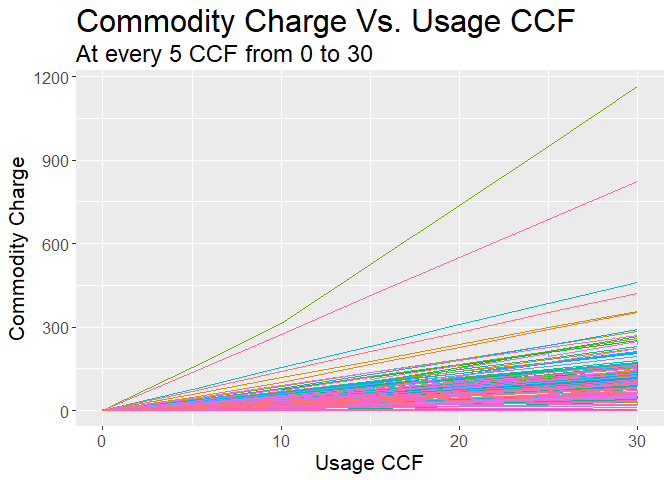 Commodity Charge Vs. Usage CCF
At every 5 CCF from 0 to 30
1200
900
600
300
0
Commodity Charge
0 10 20 30
Usage CCF